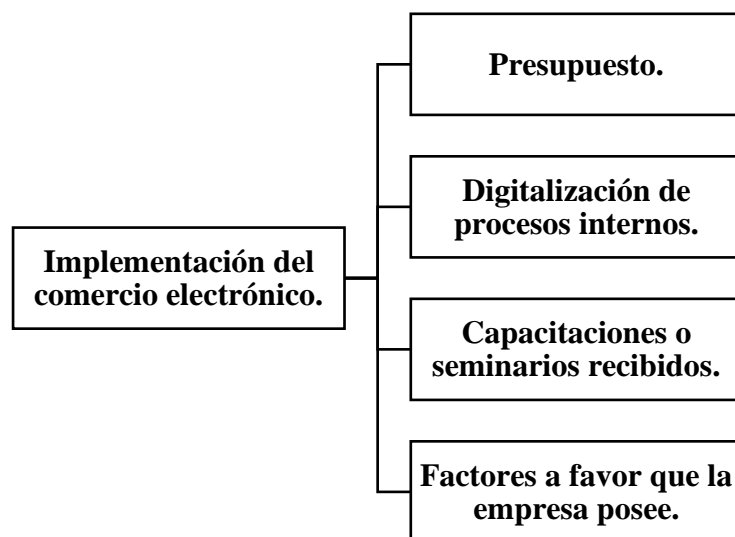 Presupuesto.
Digitalización de
procesos internos.
Implementación del
comercio electrónico.
Capacitaciones o
seminarios recibidos.
Factores a favor que la
empresa posee.